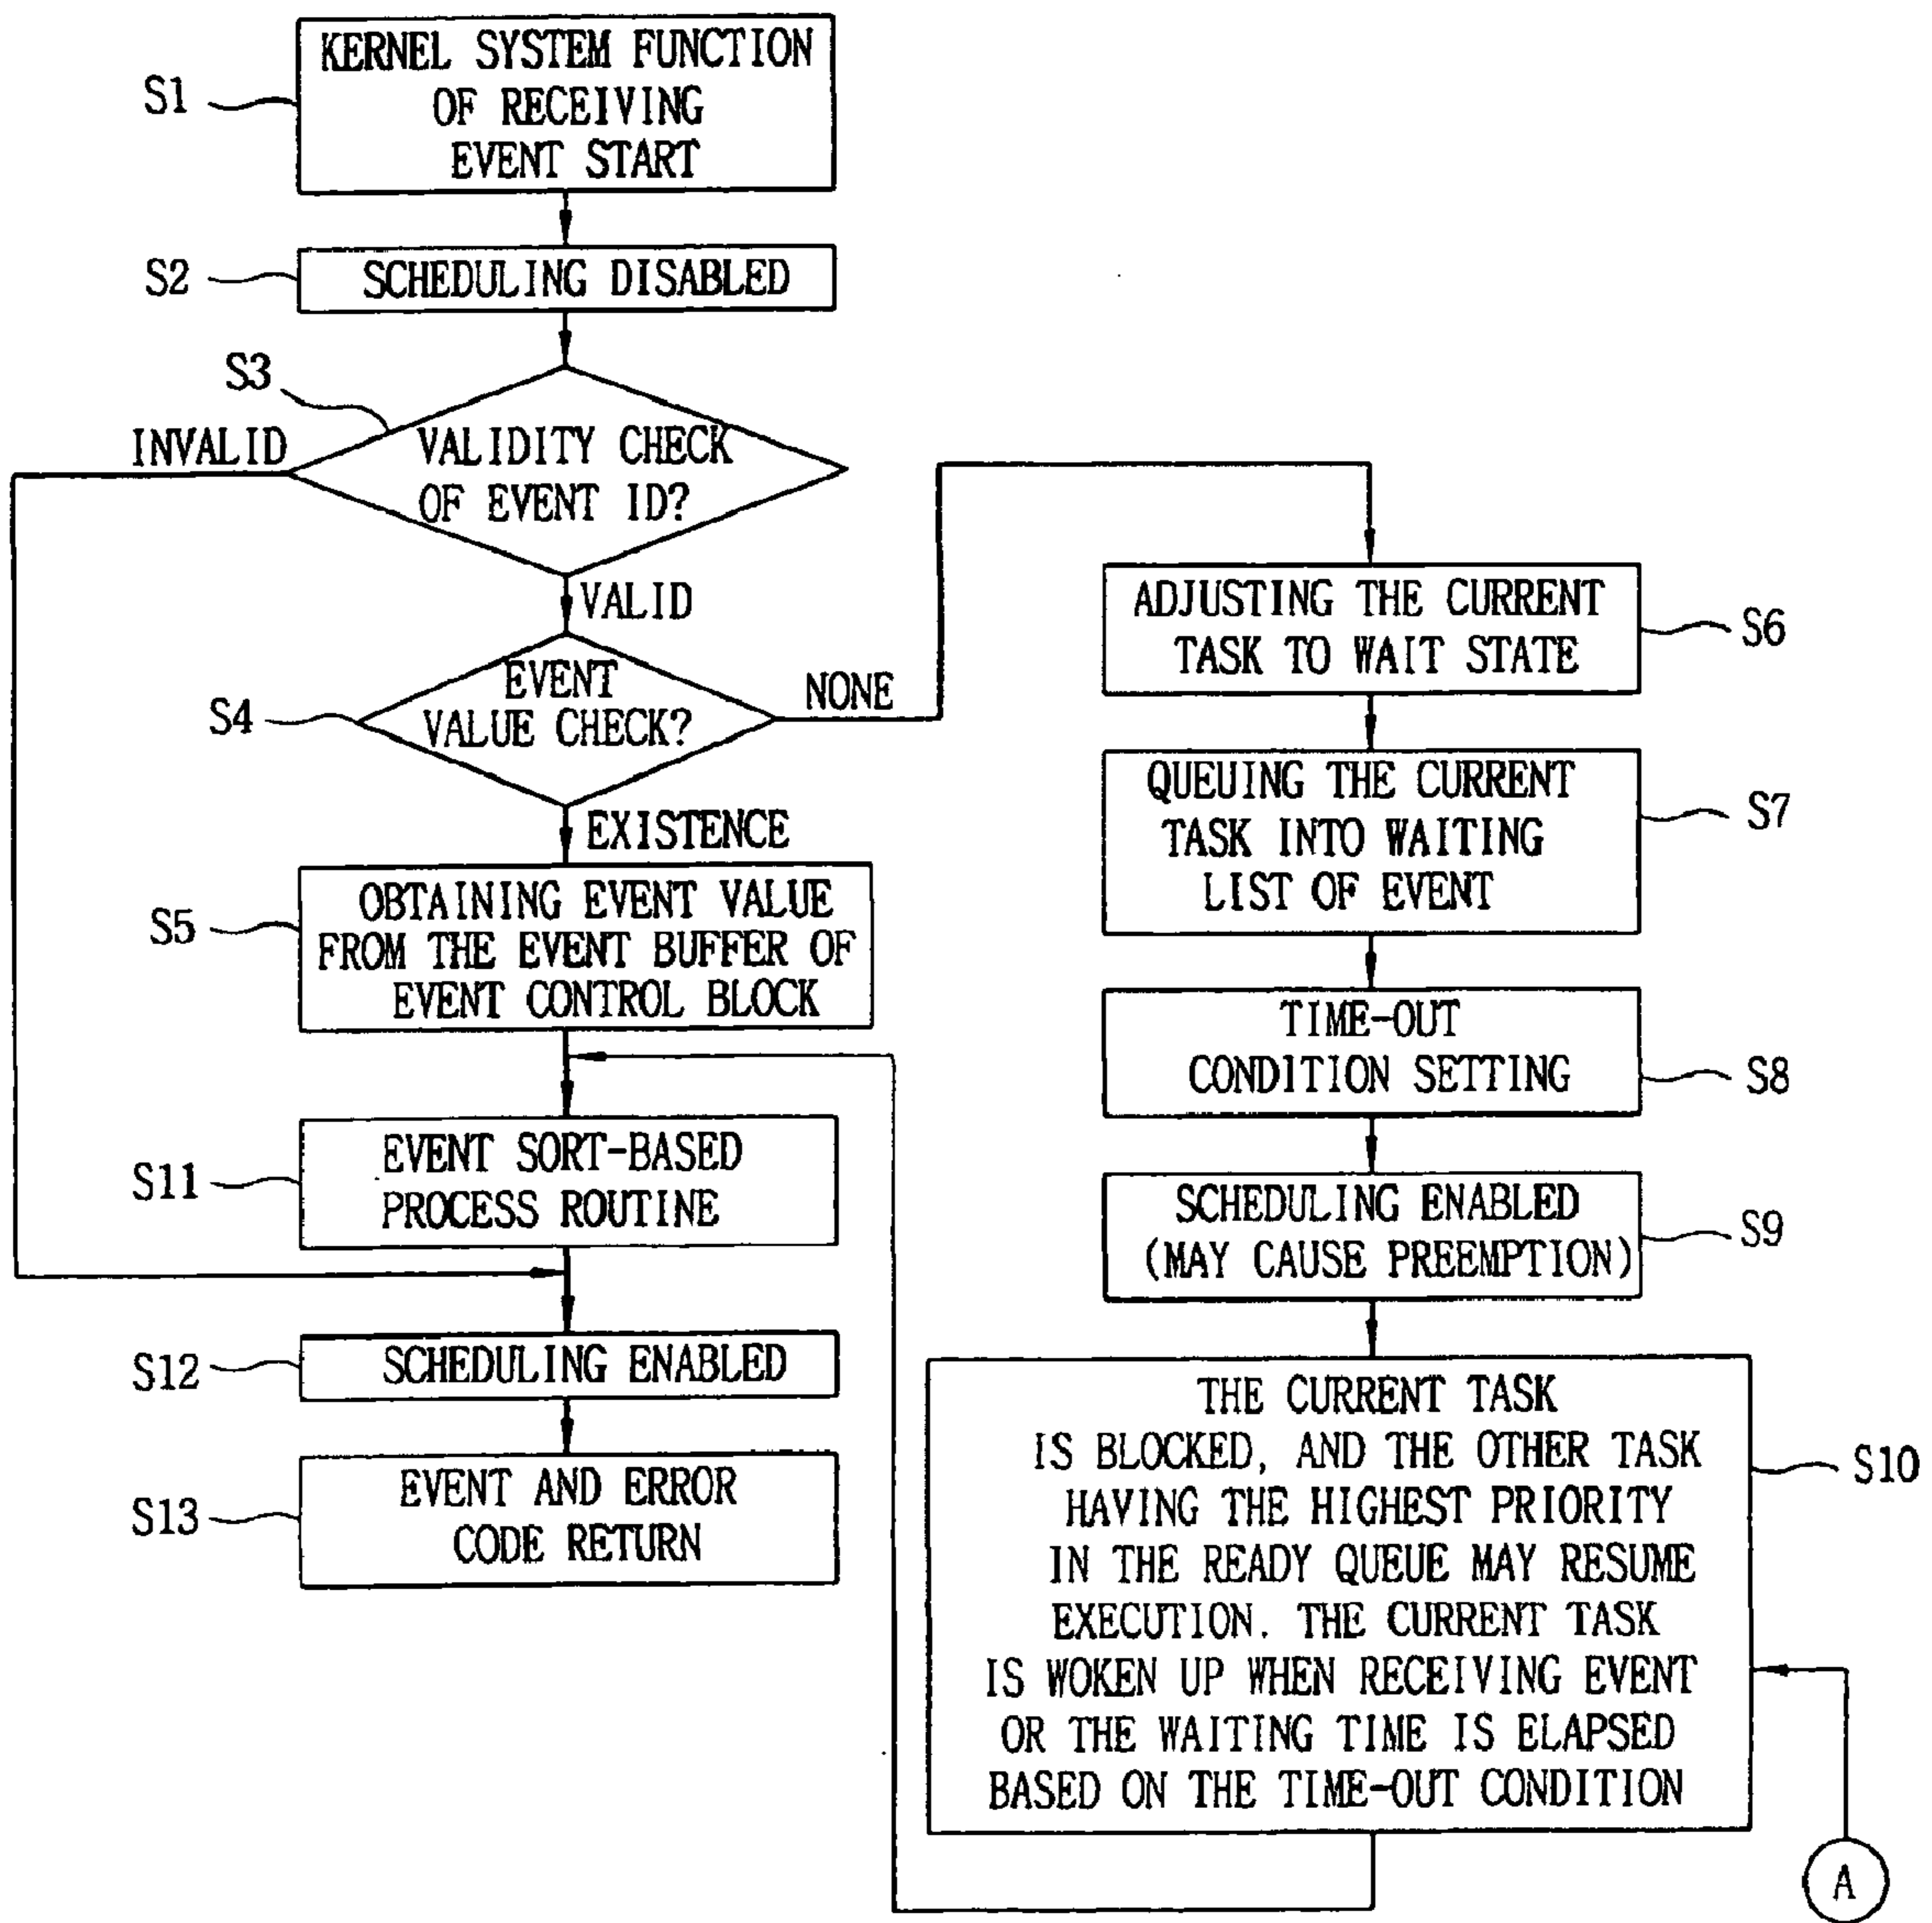 KERNEL SYSTEM FUNCTION
OF RECEIVING
EVENT START
S1
SCHEDULING DISABLED
S2
S3
INVALID
VALIDITY CHECK
OF EVENT ID?
VALID
S4
EVENT
VALUE CHECK?
NONE
EXISTENCE
S5
OBTAINING EVENT VALUE
FROM THE EVENT BUFFER OF
EVENT CONTROL BLOCK
S11
EVENT SORT-BASED
PROCESS ROUTINE
S12
SCHEDULING ENABLED
S13
EVENT AND ERROR
CODE RETURN
ADJUSTING THE CURRENT
TASK TO WAIT STATE
S6
QUEUING THE CURRENT
TASK INTO WAITING
LIST OF EVENT
S7
TIME-OUT
CONDITION SETTING
S8
SCHEDULING ENABLED
(MAY CAUSE PREEMPTION)
S9
THE CURRENT TASK
IS BLOCKED, AND THE OTHER TASK
HAVING THE HIGHEST PRIORITY
IN THE READY QUEUE MAY RESUME
EXECUTION. THE CURRENT TASK
IS WOKEN UP WHEN RECEIVING EVENT
OR THE WAITING TIME IS ELAPSED
BASED ON THE TIME-OUT CONDITION
S10
A